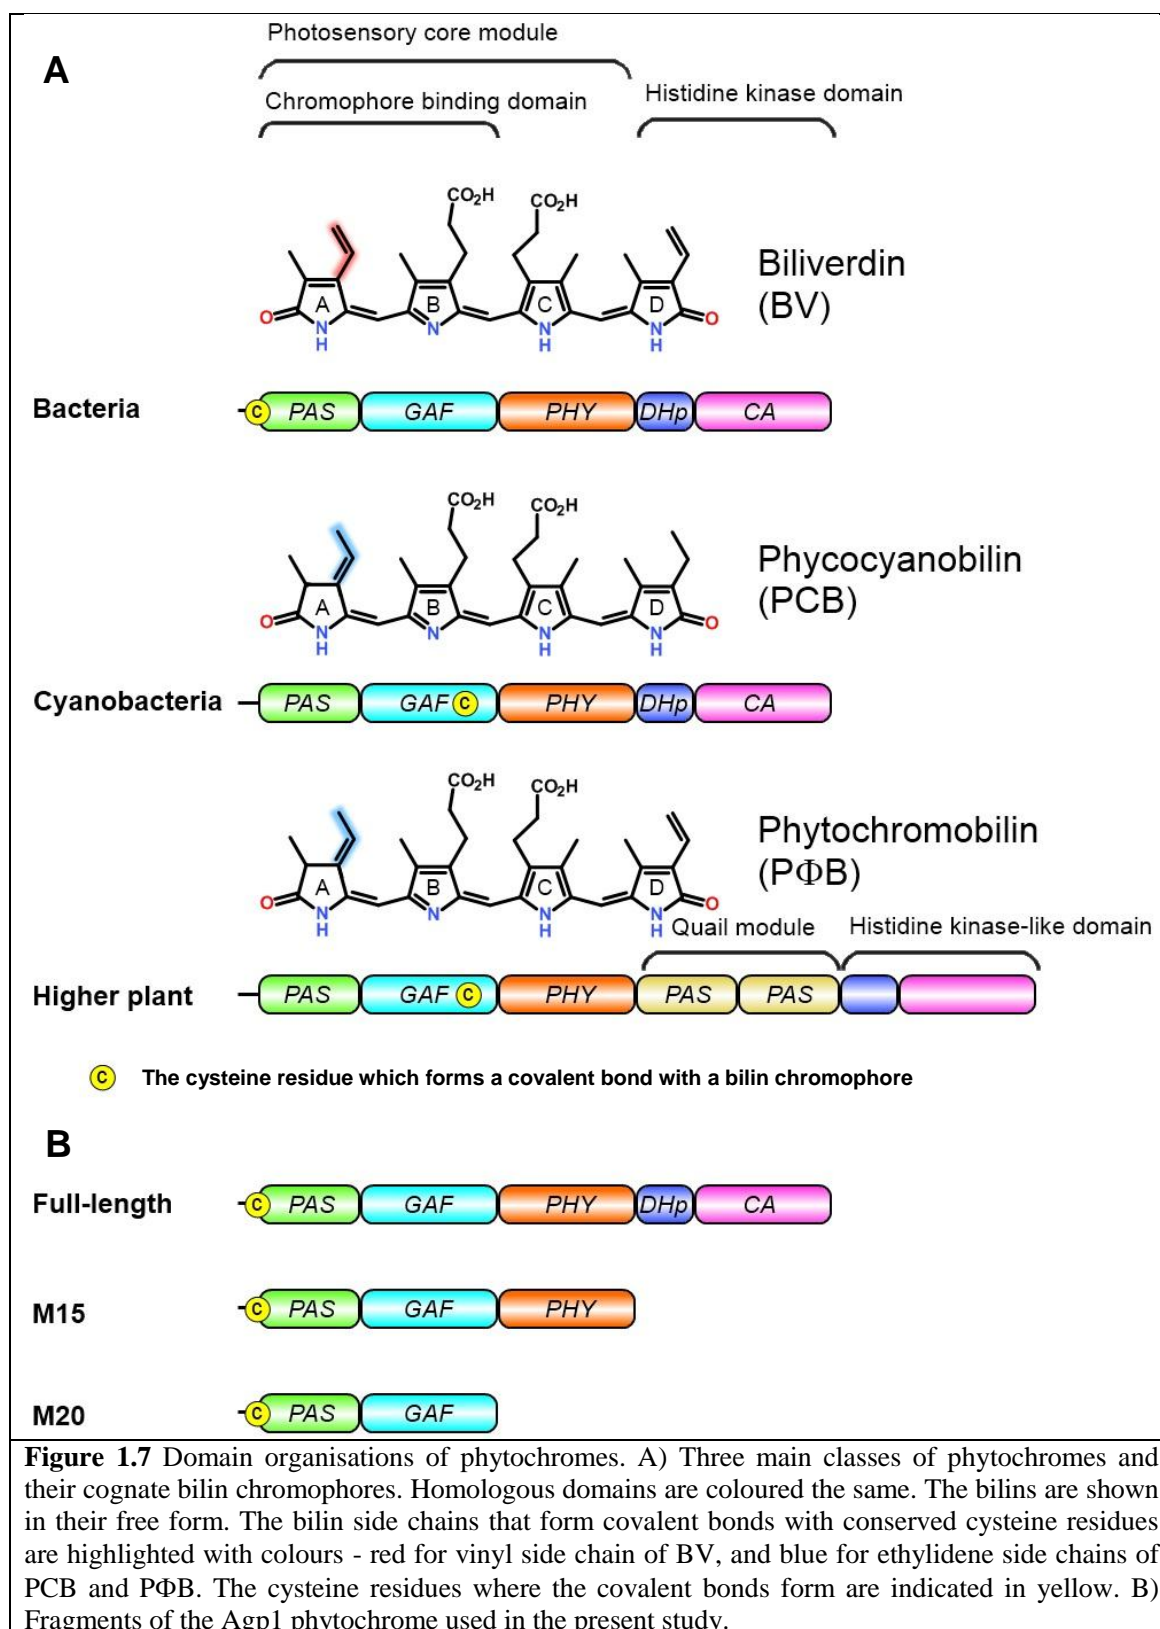 Photosensory core module
A
Chromophore binding domain
Histidine kinase domain
CO₂H
CO₂H
A
B
C
D
O
N
H
N
N
H
N
H
O
Biliverdin
(BV)
Bacteria
C
PAS
GAF
PHY
DHp
CA
CO₂H
CO₂H
A
B
C
D
O
N
H
N
N
H
N
H
O
Phycocyanobilin
(PCB)
Cyanobacteria
PAS
GAF
C
PHY
DHp
CA
CO₂H
CO₂H
A
B
C
D
O
N
H
N
N
H
N
H
O
Phytochromobilin
(PΦB)
Quail module
Histidine kinase-like domain
Higher plant
PAS
GAF
C
PHY
PAS
PAS
C
The cysteine residue which forms a covalent bond with a bilin chromophore
B
Full-length
C
PAS
GAF
PHY
DHp
CA
M15
C
PAS
GAF
PHY
M20
C
PAS
GAF
Figure 1.7 Domain organisations of phytochromes. A) Three main classes of phytochromes and
their cognate bilin chromophores. Homologous domains are coloured the same. The bilins are shown
in their free form. The bilin side chains that form covalent bonds with conserved cysteine residues
are highlighted with colours - red for vinyl side chain of BV, and blue for ethylidene side chains of
PCB and PΦB. The cysteine residues where the covalent bonds form are indicated in yellow. B)
Fragments of the Agp1 phytochrome used in the present study.